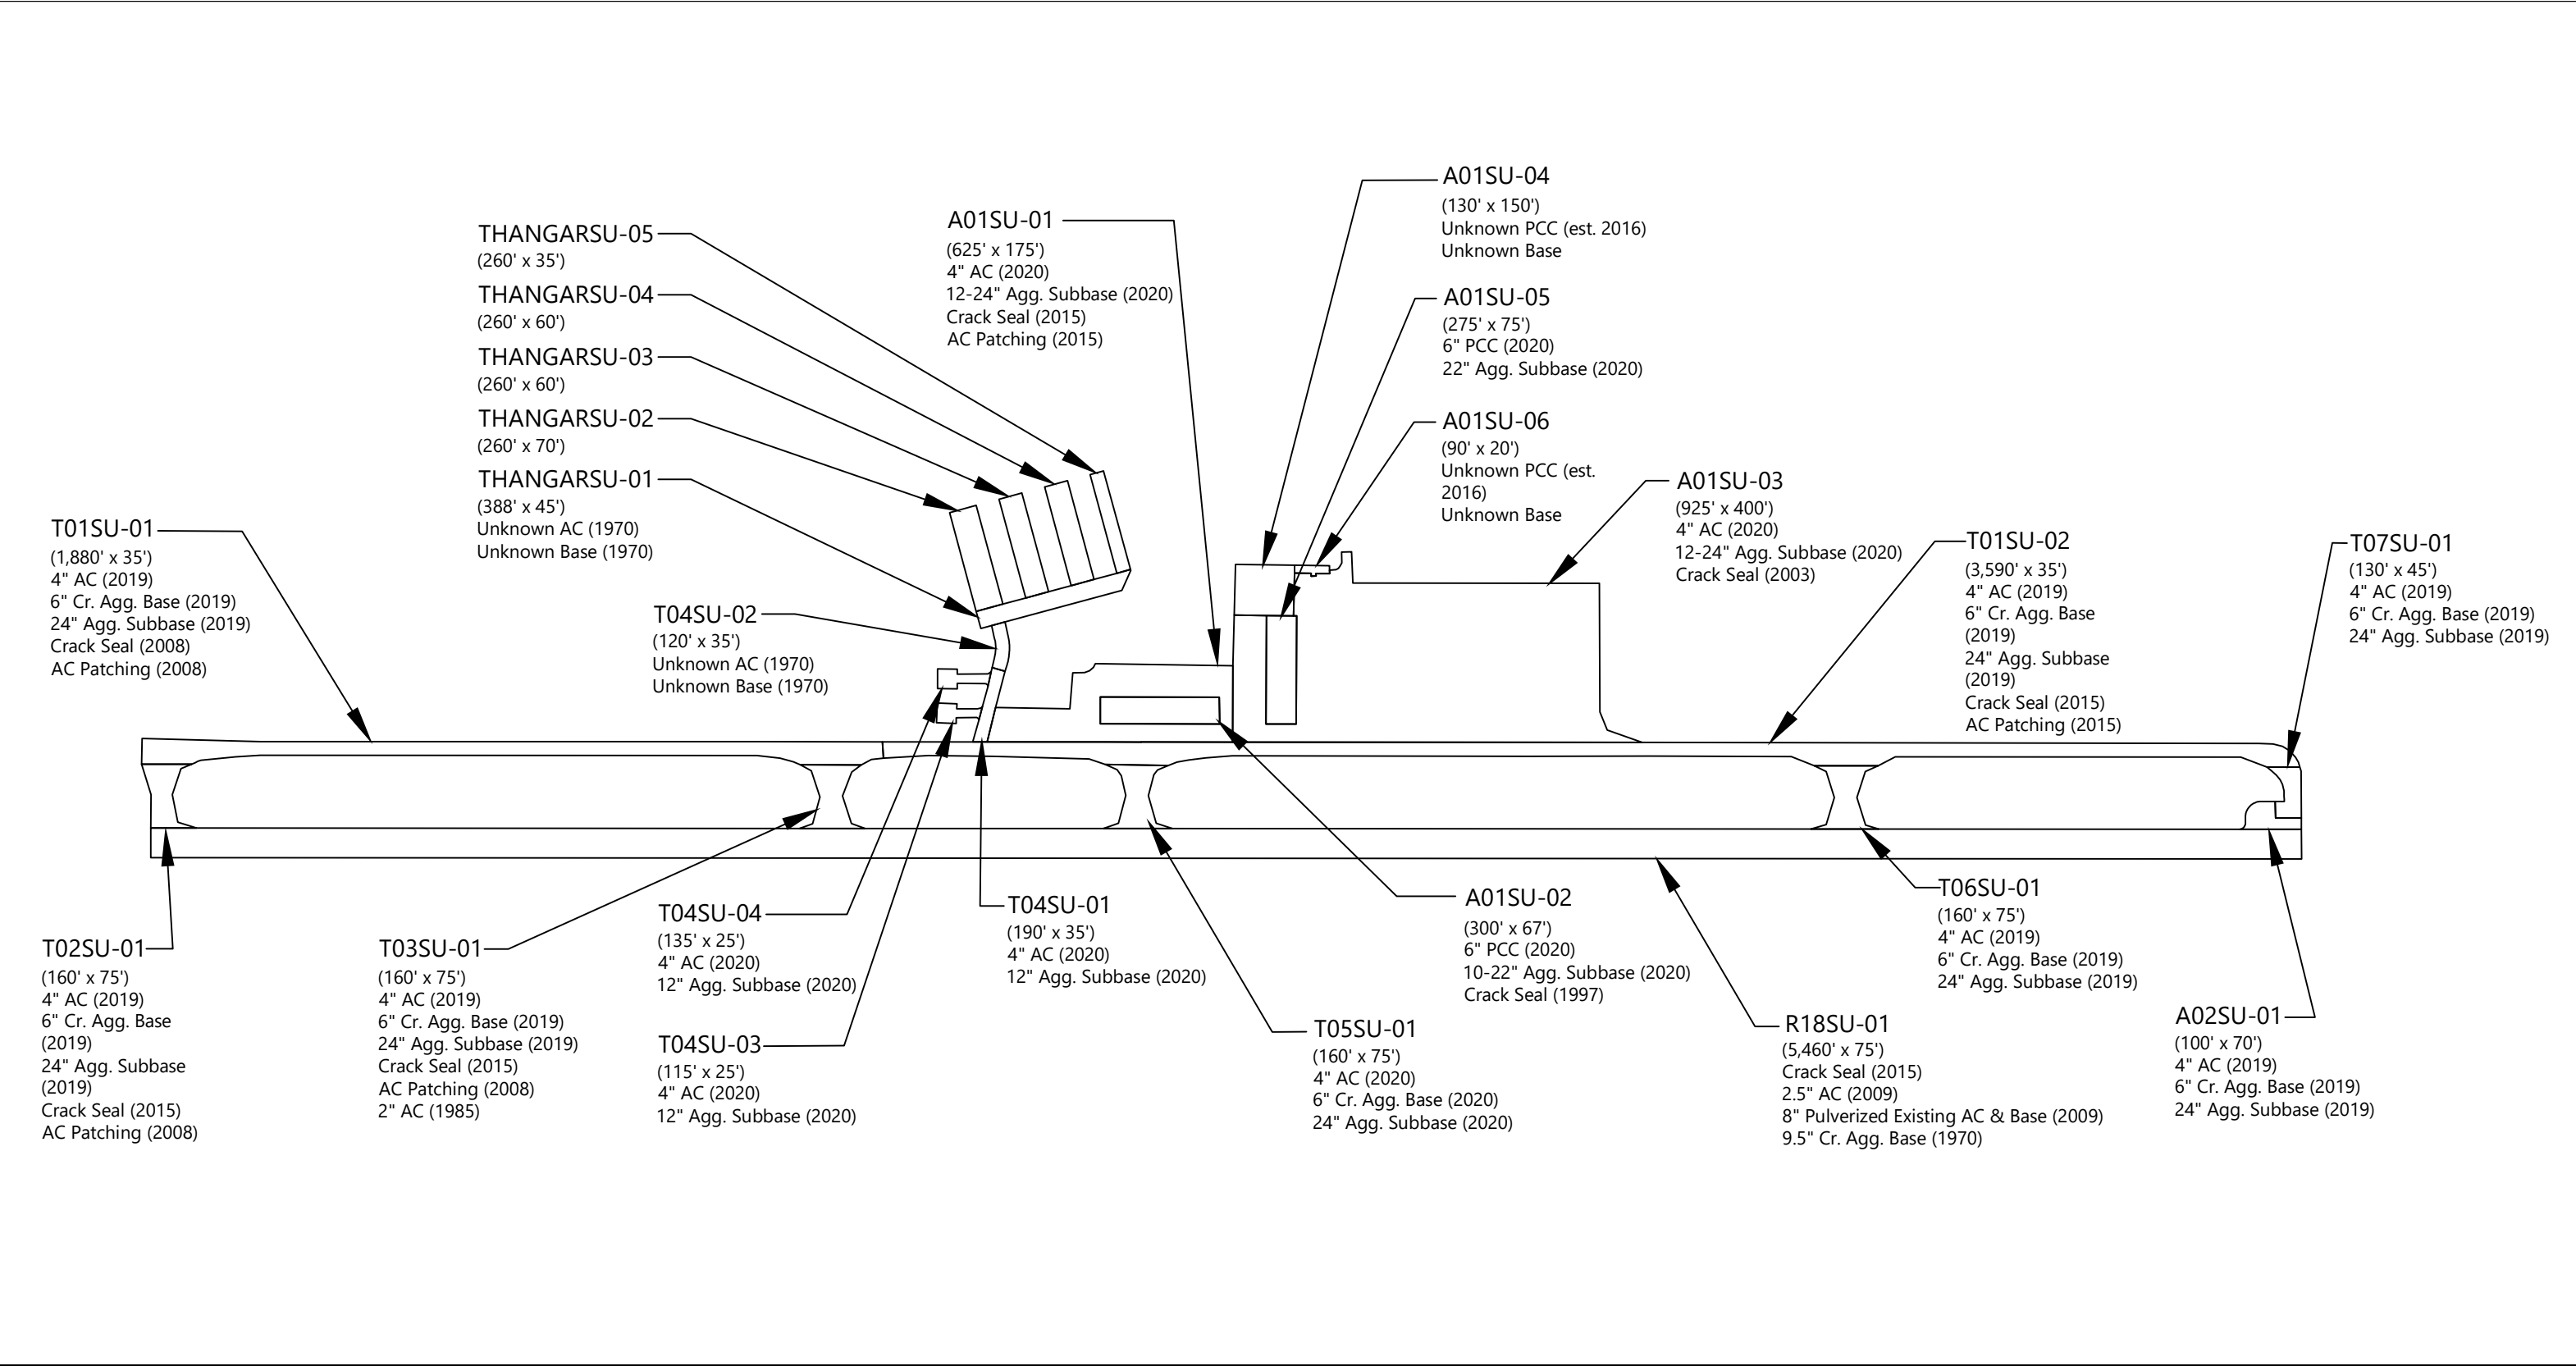 A01SU-04
(130' x 150')
Unknown PCC (est. 2016)
Unknown Base
THANGARSU-05
(260' x 35')
THANGARSU-04
(260' x 60')
THANGARSU-03
(260' x 60')
THANGARSU-02
(260' x 70')
THANGARSU-01
(388' x 45')
Unknown AC (1970)
Unknown Base (1970)
A01SU-01
(625' x 175')
4" AC (2020)
12-24" Agg. Subbase (2020)
Crack Seal (2015)
AC Patching (2015)
A01SU-05
(275' x 75')
6" PCC (2020)
22" Agg. Subbase (2020)
A01SU-06
(90' x 20')
Unknown PCC (est.
2016)
Unknown Base
A01SU-03
(925' x 400')
4" AC (2020)
12-24" Agg. Subbase (2020)
Crack Seal (2003)
T01SU-01
(1,880' x 35')
4" AC (2019)
6" Cr. Agg. Base (2019)
24" Agg. Subbase (2019)
Crack Seal (2008)
AC Patching (2008)
T04SU-02
(120' x 35')
Unknown AC (1970)
Unknown Base (1970)
T01SU-02
(3,590' x 35')
4" AC (2019)
6" Cr. Agg. Base
(2019)
24" Agg. Subbase
(2019)
Crack Seal (2015)
AC Patching (2015)
T07SU-01
(130' x 45')
4" AC (2019)
6" Cr. Agg. Base (2019)
24" Agg. Subbase (2019)
T02SU-01
(160' x 75')
4" AC (2019)
6" Cr. Agg. Base
(2019)
24" Agg. Subbase
(2019)
Crack Seal (2015)
AC Patching (2008)
T03SU-01
(160' x 75')
4" AC (2019)
6" Cr. Agg. Base (2019)
24" Agg. Subbase (2019)
Crack Seal (2015)
AC Patching (2008)
2" AC (1985)
T04SU-04
(135' x 25')
4" AC (2020)
12" Agg. Subbase (2020)
T04SU-03
(115' x 25')
4" AC (2020)
12" Agg. Subbase (2020)
T04SU-01
(190' x 35')
4" AC (2020)
12" Agg. Subbase (2020)
T05SU-01
(160' x 75')
4" AC (2020)
6" Cr. Agg. Base (2020)
24" Agg. Subbase (2020)
A01SU-02
(300' x 67')
6" PCC (2020)
10-22" Agg. Subbase (2020)
Crack Seal (1997)
R18SU-01
(5,460' x 75')
Crack Seal (2015)
2.5" AC (2009)
8" Pulverized Existing AC & Base (2009)
9.5" Cr. Agg. Base (1970)
T06SU-01
(160' x 75')
4" AC (2019)
6" Cr. Agg. Base (2019)
24" Agg. Subbase (2019)
A02SU-01
(100' x 70')
4" AC (2019)
6" Cr. Agg. Base (2019)
24" Agg. Subbase (2019)